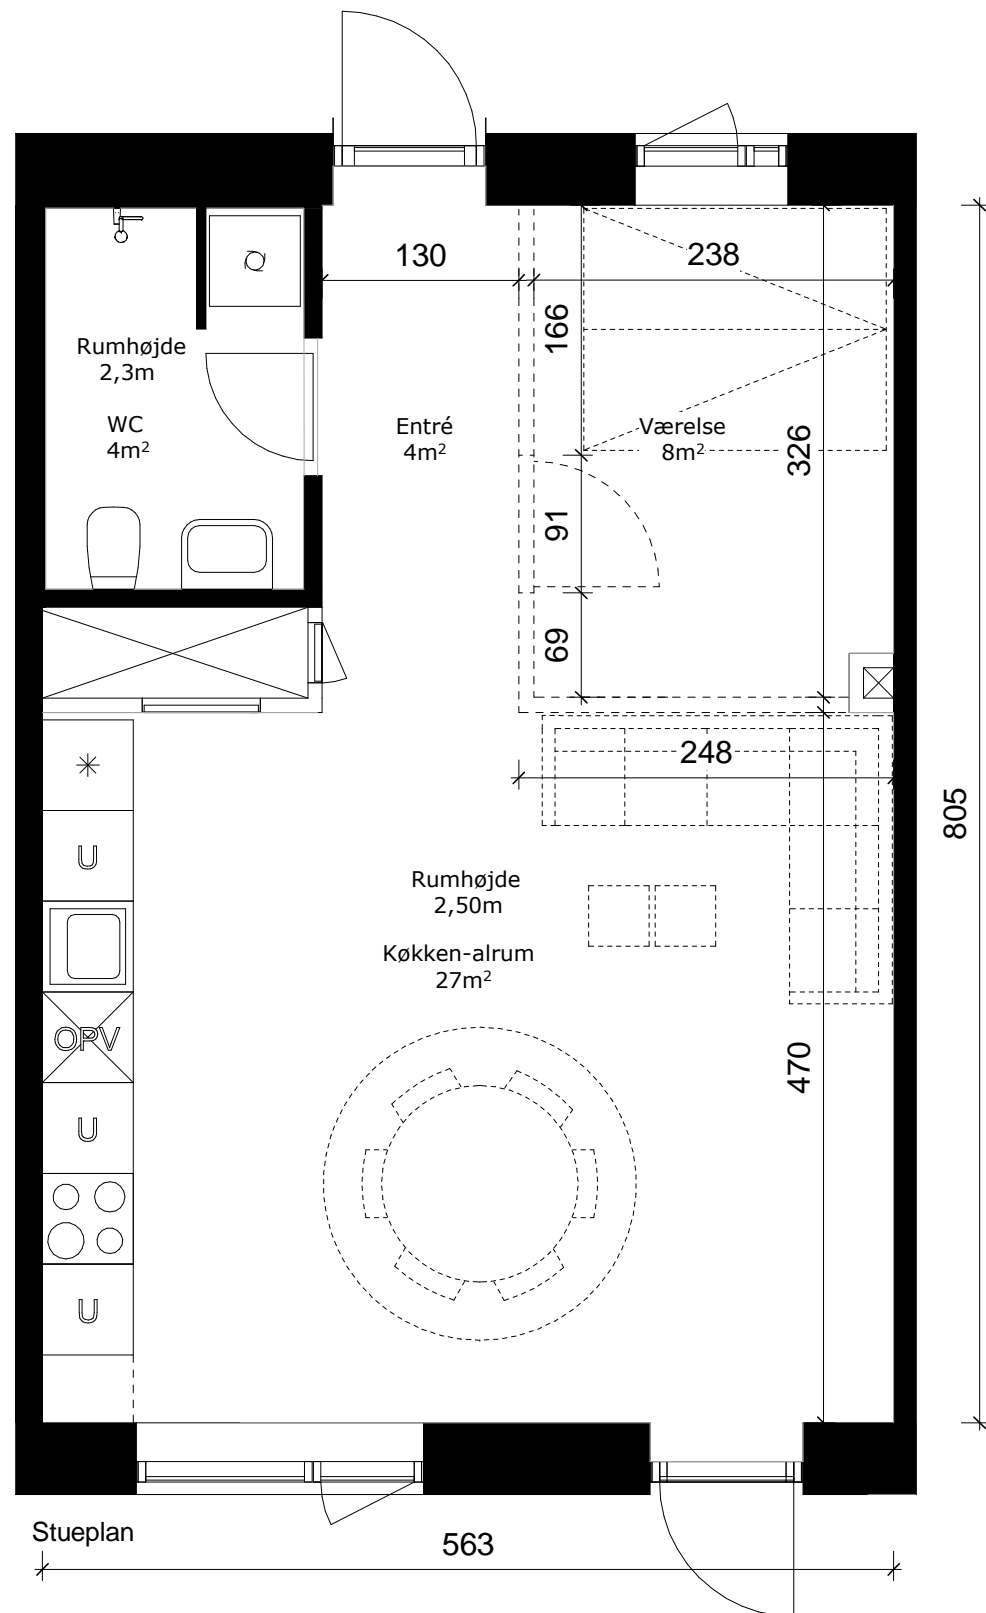 130
238
166
Rumhøjde
2,3m
WC
4m²
Entré
4m²
Værelse
8m²
326
91
69
248
U
805
Rumhøjde
2,50m
Køkken-alrum
27m²
OPV
470
U
U
Stueplan
563